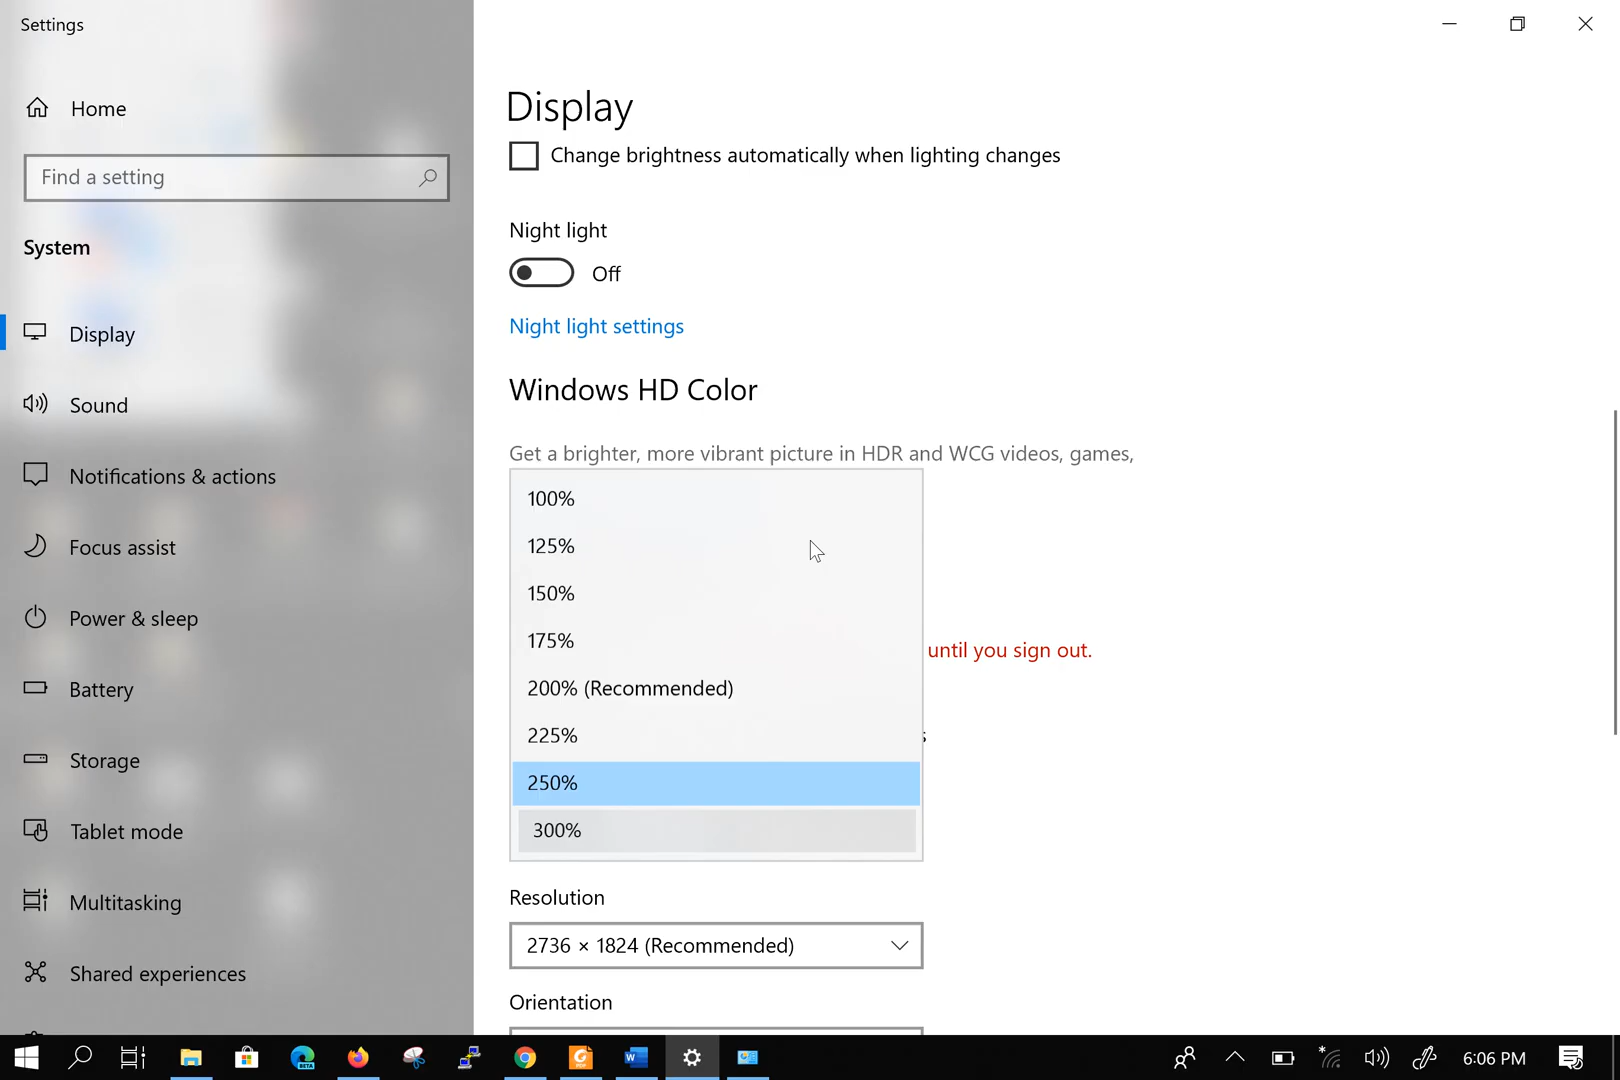 Settings
Home
Find a setting
System
Display
Sound
Notifications & actions
Focus assist
Power & sleep
Battery
Storage
Tablet mode
Multitasking
Shared experiences
Display
Change brightness automatically when lighting changes
Night light
Off
Night light settings
Windows HD Color
Get a brighter, more vibrant picture in HDR and WCG videos, games,
100%
125%
150%
175%
until you sign out.
200% (Recommended)
225%
250%
300%
Resolution
2736 × 1824 (Recommended)
Orientation
BETA
PDF
6:06 PM